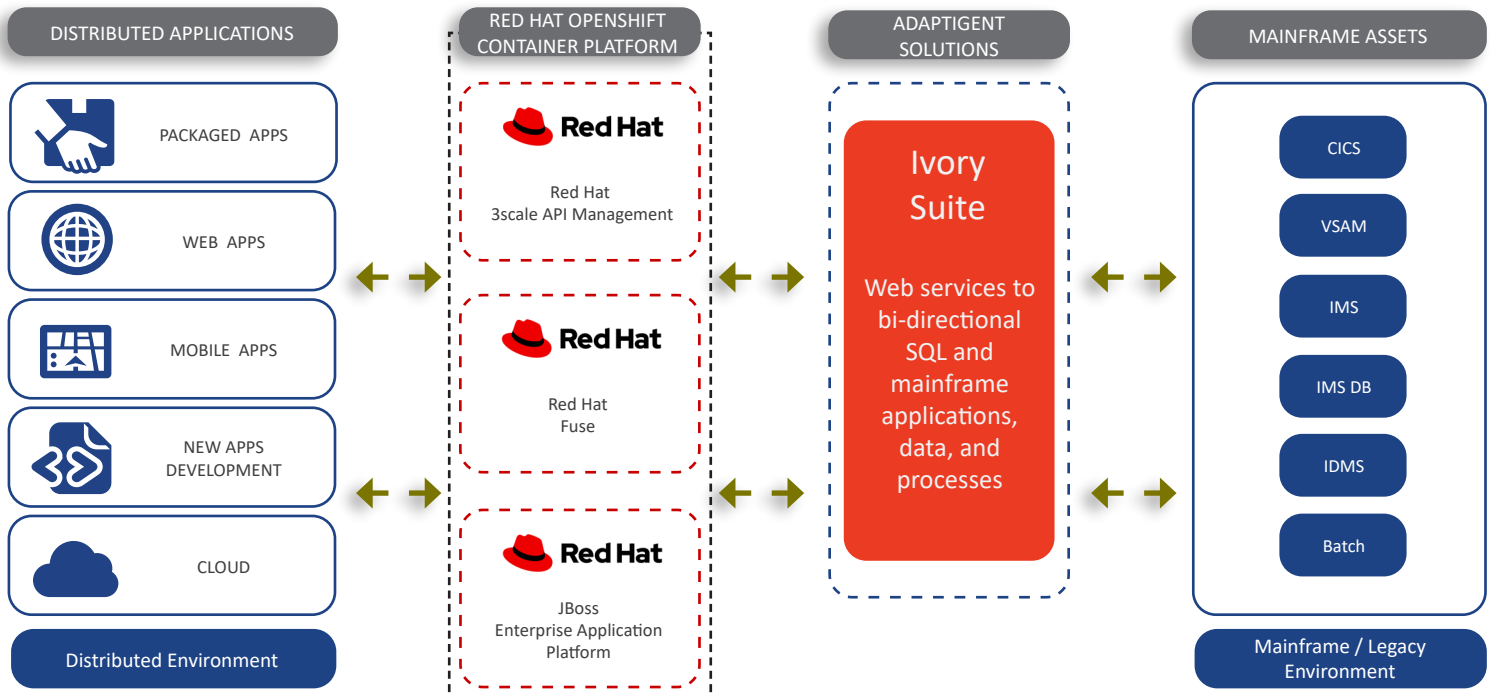 DISTRIBUTED APPLICATIONS
PACKAGED APPS
WEB APPS
MOBILE APPS
NEW APPS
DEVELOPMENT
CLOUD
Distributed Environment
RED HAT OPENSHIFT
CONTAINER PLATFORM
Red Hat
Red Hat
3scale API Management
Red Hat
Red Hat
Fuse
Red Hat
JBoss
Enterprise Application
Platform
ADAPTIGENT
SOLUTIONS
Ivory
Suite
Web services to
bi-directional
SQL and
mainframe
applications,
data, and
processes
MAINFRAME ASSETS
CICS
VSAM
IMS
IMS DB
IDMS
Batch
Mainframe / Legacy
Environment